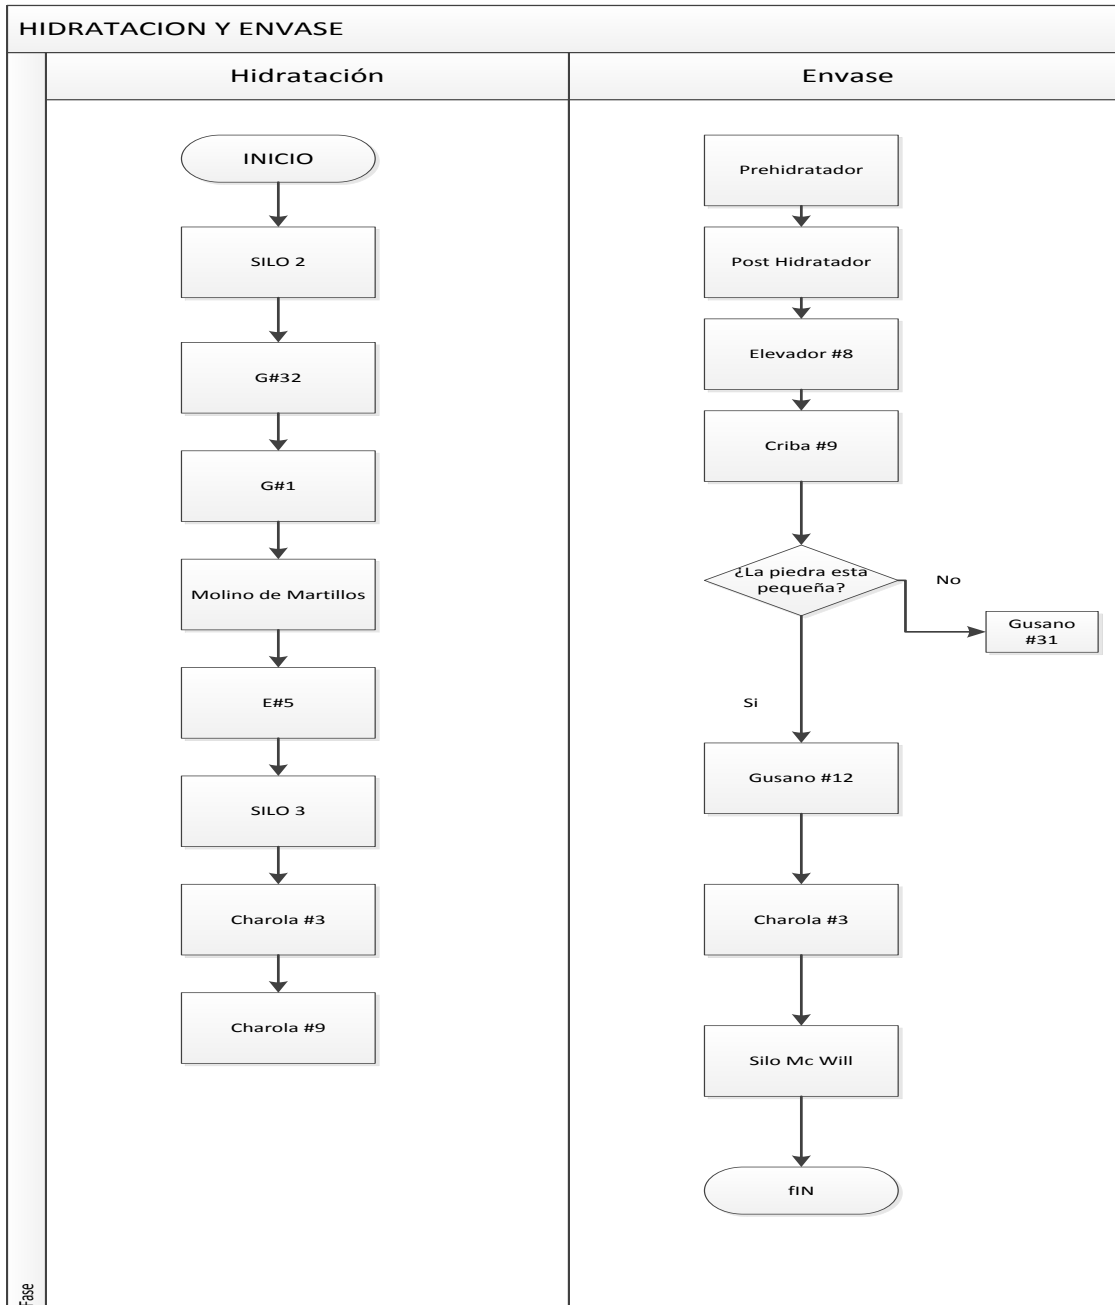 HIDRATACION Y ENVASE
Hidratación
Envase
INICIO
SILO 2
G#32
G#1
Molino de Martillos
E#5
SILO 3
Charola #3
Charola #9
Prehidratador
Post Hidratador
Elevador #8
Criba #9
¿La piedra esta
pequeña?
No
Gusano
#31
Si
Gusano #12
Charola #3
Silo Mc Will
fIN
Fase